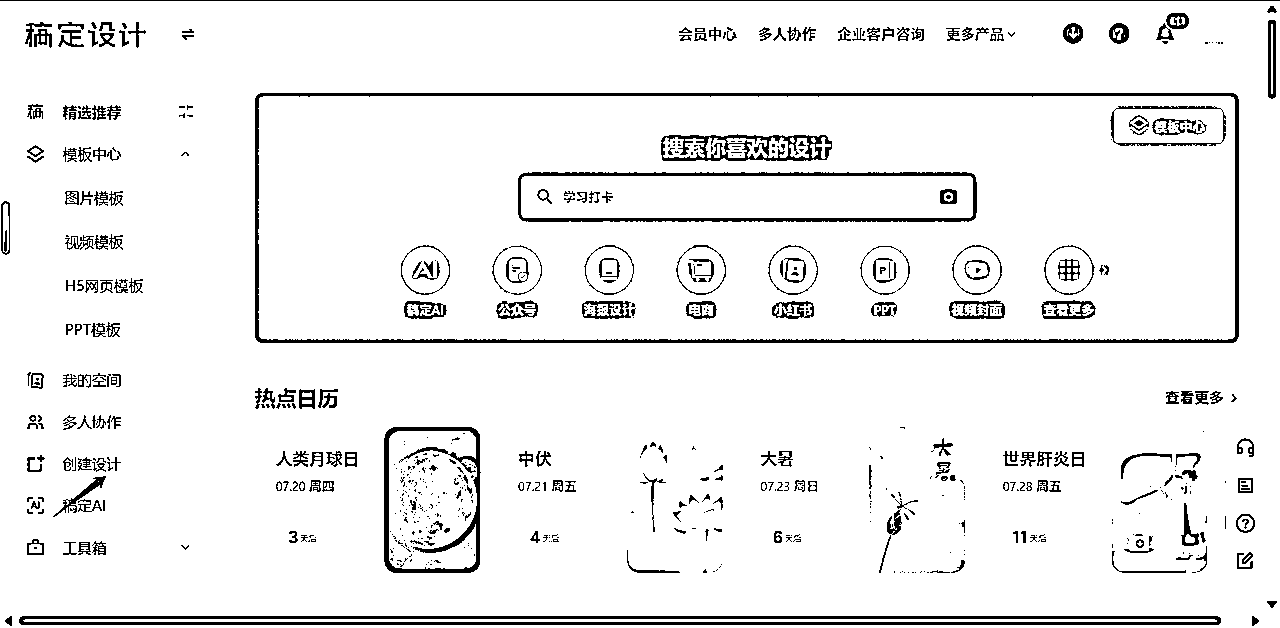 稿定设计
会员中心 多人协作 企业客户咨询 更多产品
精选推荐
模板中心
图片模板
视频模板
H5网页模板
PPT模板
我的空间
多人协作
创建设计
稿定AI
工具箱
模板中心
搜索你喜欢的设计
学习打卡
稿定AI 公众号 海报设计 电商 小红书 PPT 视频封面 查看更多
热点日历 查看更多
人类月球日
07.20 周四
3 天后
中伏
07.21 周五
4 天后
大暑
07.23 周日
6 天后
大暑
世界肝炎日
07.28 周五
11 天后